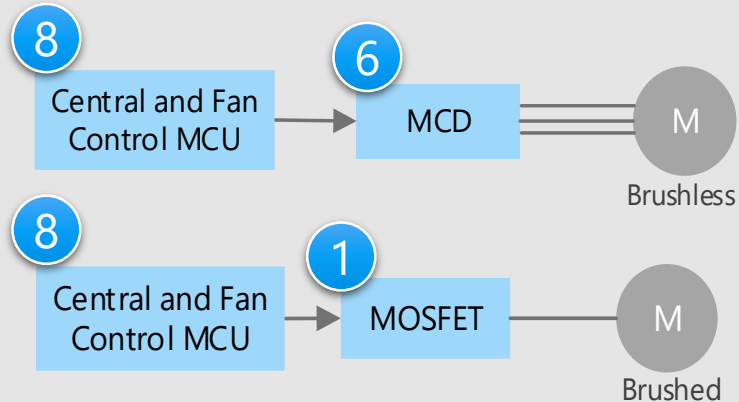 8
Central and Fan
Control MCU
6
MCD
M
Brushless
8
Central and Fan
Control MCU
1
MOSFET
M
Brushed